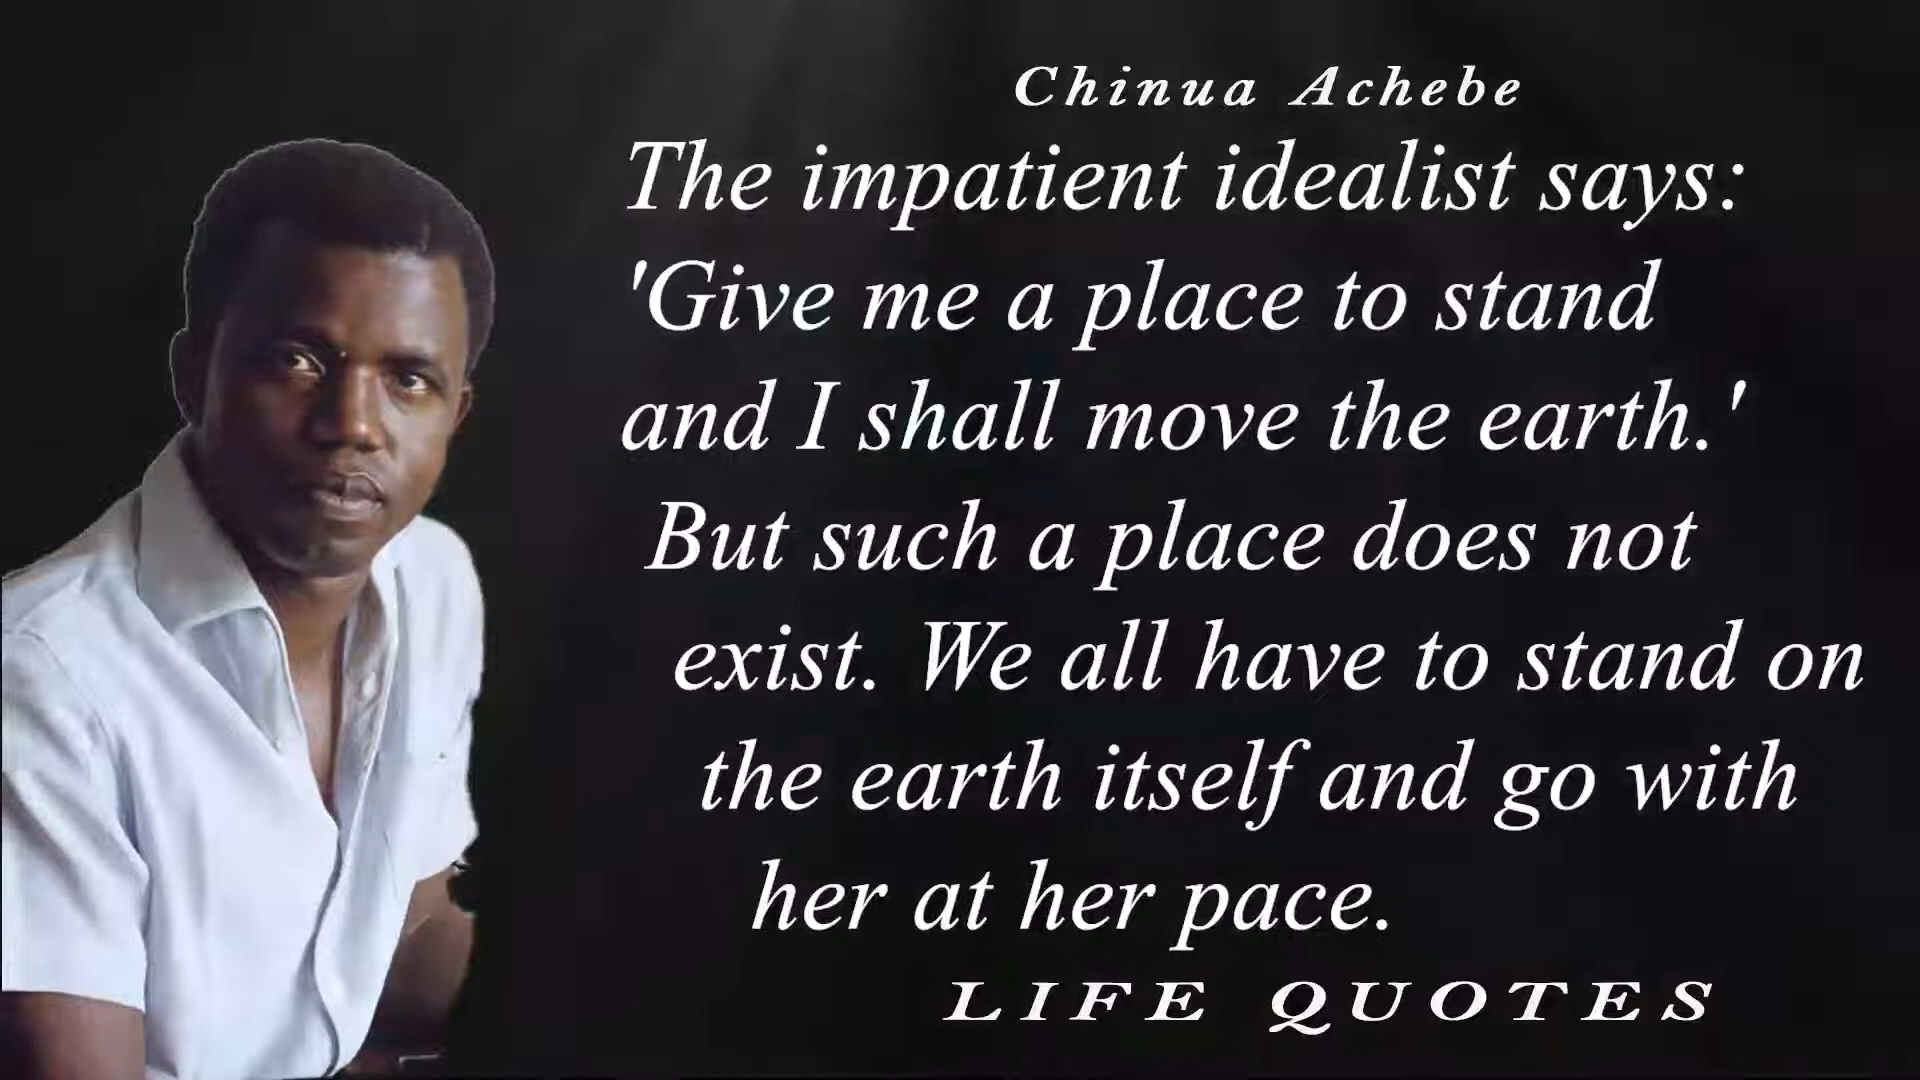 Chinua Achebe
The impatient idealist says:
'Give me a place to stand
and I shall move the earth.'
But such a place does not
exist. We all have to stand on
the earth itself and go with
her at her pace.
LIFE QUOTES